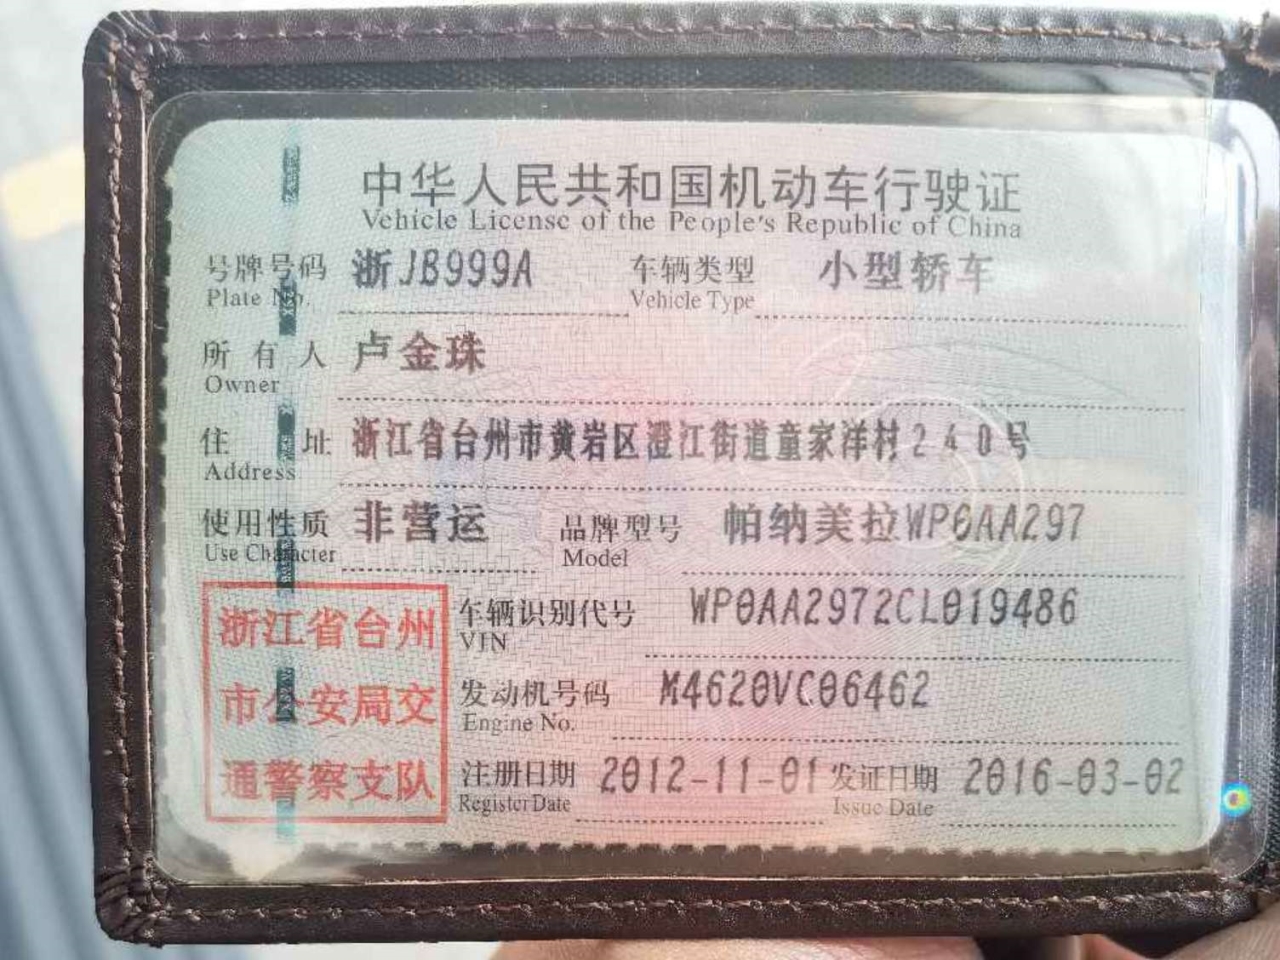 中华人民共和国机动车行驶证
Vehicle License of the People's Republic of China
号牌号码 浙JB999A 车辆类型 小型轿车
Plate No. Vehicle Type
所有人 卢金珠
Owner
住址 浙江省台州市黄岩区澄江街道童家洋村240号
Address
使用性质 非营运 品牌型号 帕纳美拉WP0AA297
Use Character Model
车辆识别代号 WP0AA2972CL019486
VIN
发动机号码 M4620VC06462
Engine No.
注册日期 2012-11-01 发证日期 2016-03-02
Register Date Issue Date
浙江省台州
市公安局交
通警察支队